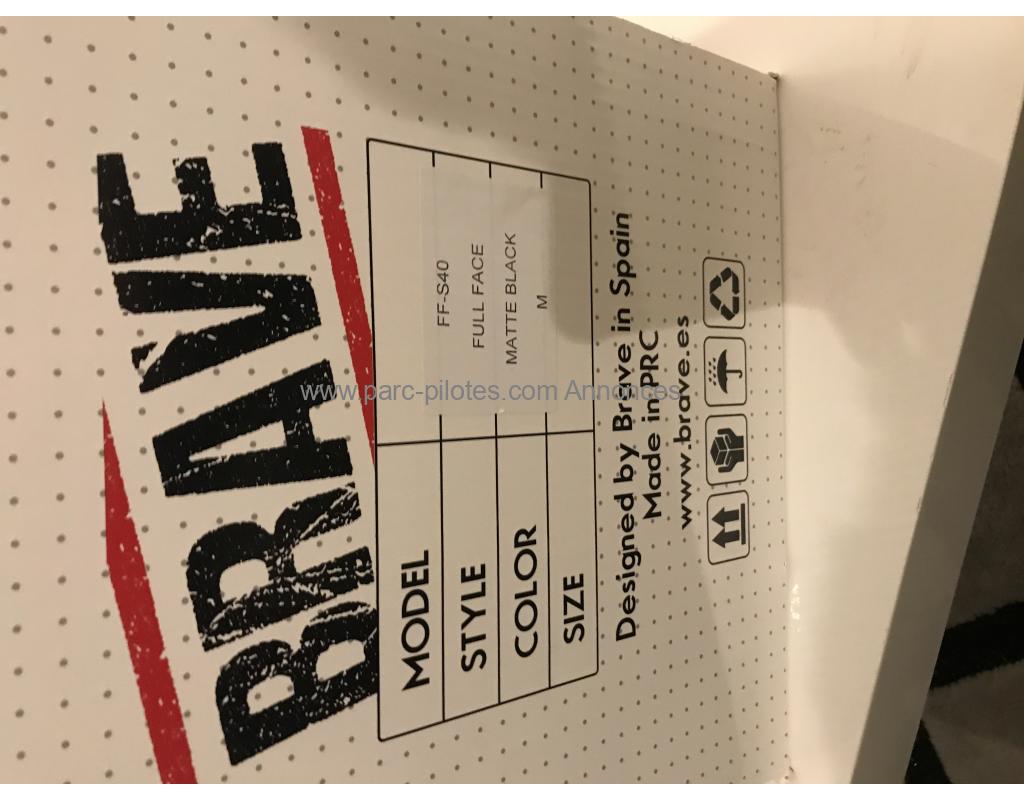 BRAVE
MODEL FF-S40
STYLE FULL FACE
COLOR MATTE BLACK
SIZE M
Designed by Brave in Spain
Made in PRC
www.brave.es
www.parc-pilotes.com Annonces